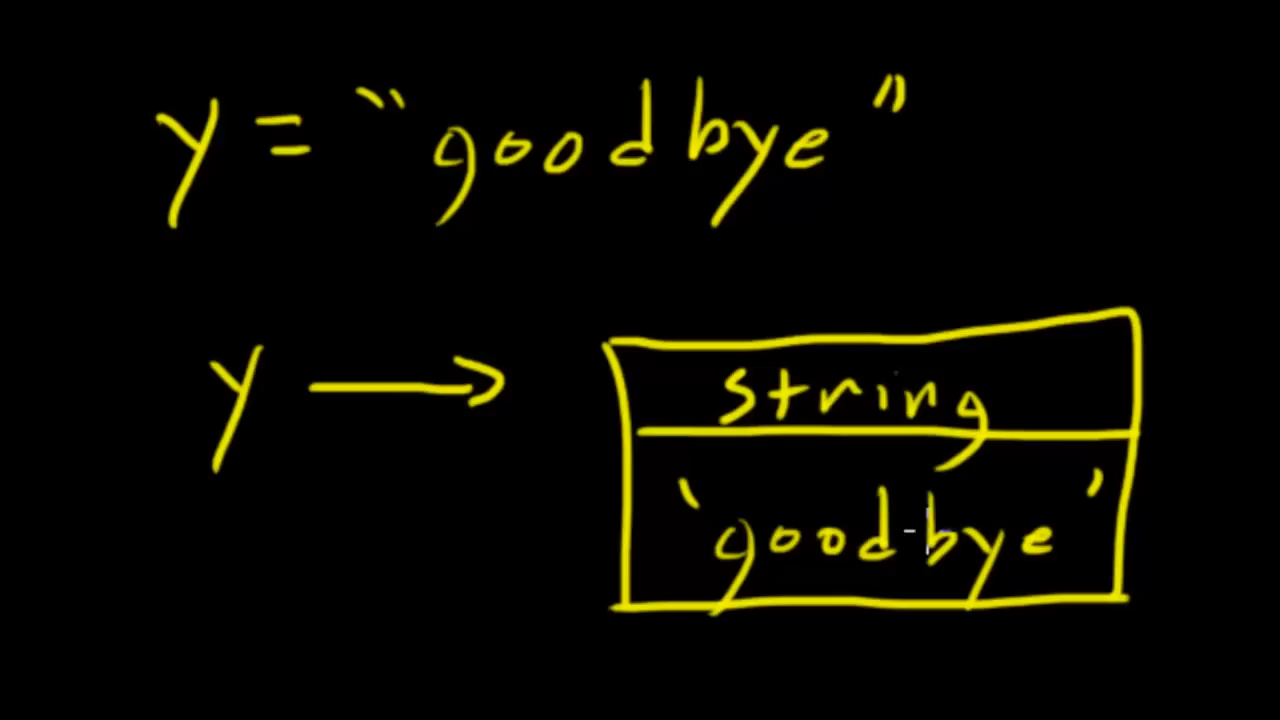 y = "goodbye"
y → string
'goodbye'